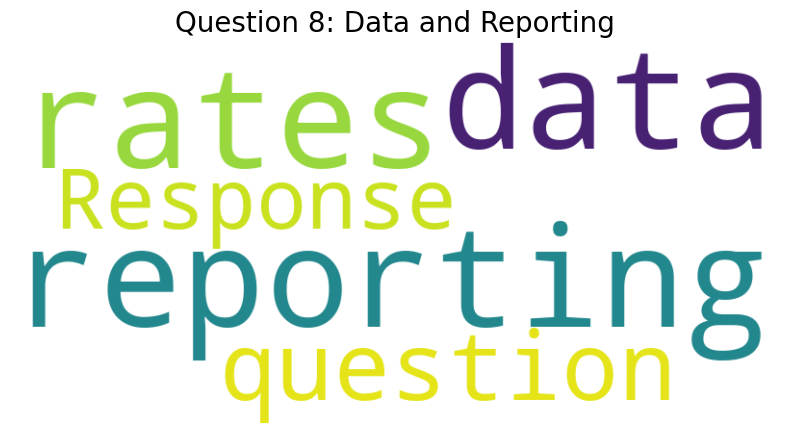 Question 8: Data and Reporting
rates data
Response
reporting
question